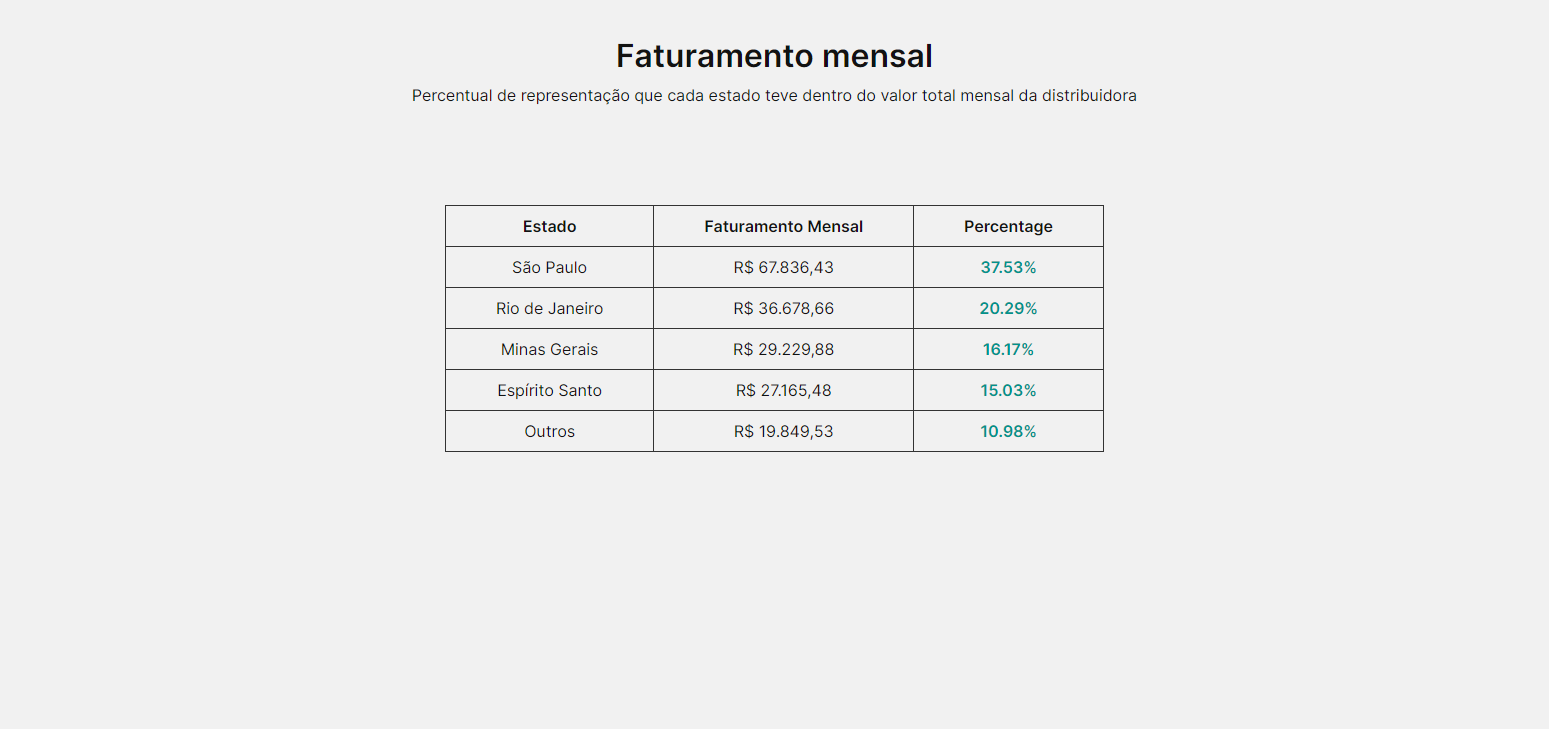 Faturamento mensal
Percentual de representação que cada estado teve dentro do valor total mensal da distribuidora
Estado Faturamento Mensal Percentage
São Paulo R$ 67.836,43 37.53%
Rio de Janeiro R$ 36.678,66 20.29%
Minas Gerais R$ 29.229,88 16.17%
Espírito Santo R$ 27.165,48 15.03%
Outros R$ 19.849,53 10.98%